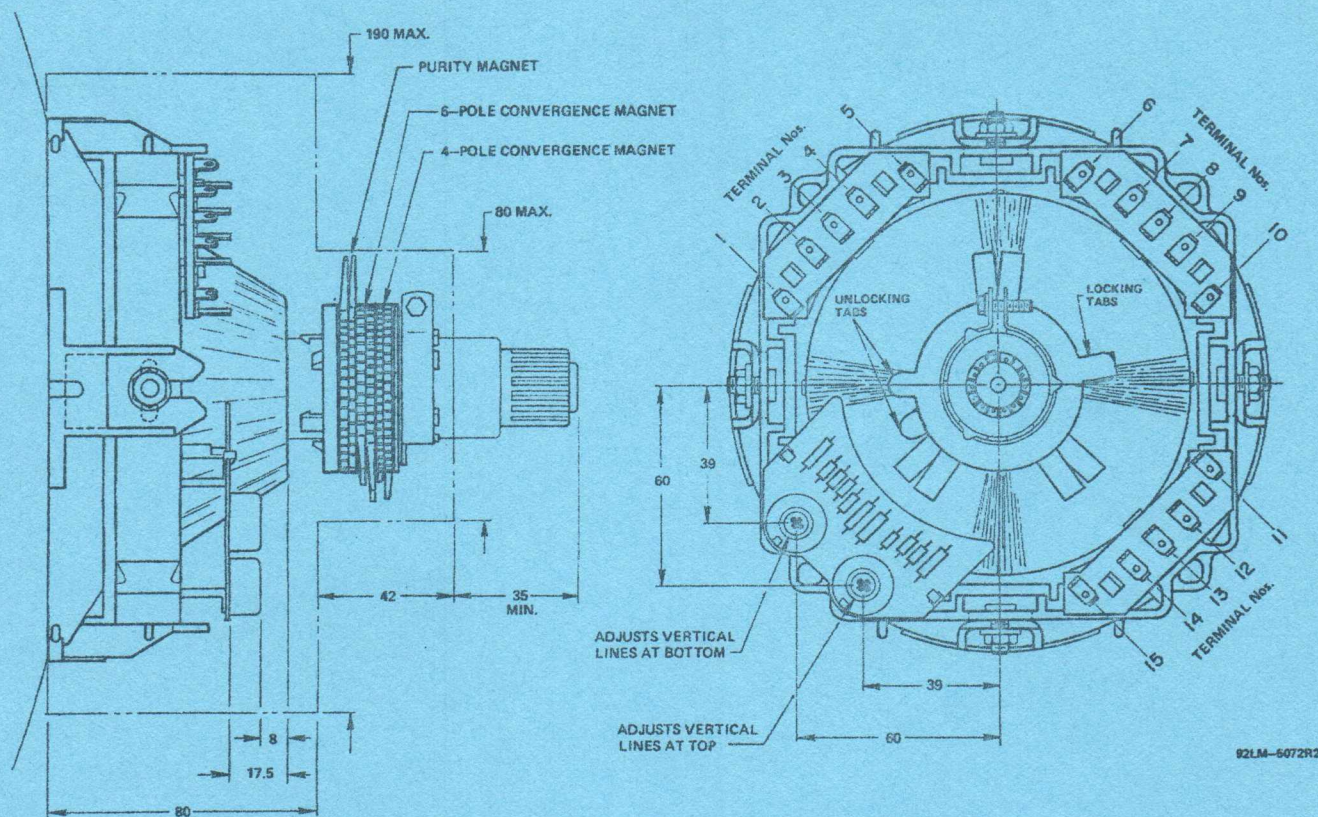 190 MAX.
PURITY MAGNET
6-POLE CONVERGENCE MAGNET
4-POLE CONVERGENCE MAGNET
80 MAX.
42
35
MIN.
8
17.5
80
TERMINAL Nos.
1
2
3
4
5
6
7
8
9
10
TERMINAL Nos.
UNLOCKING
TABS
LOCKING
TABS
39
60
11
12
13
14
15
TERMINAL Nos.
ADJUSTS VERTICAL
LINES AT BOTTOM
39
ADJUSTS VERTICAL
LINES AT TOP
60
92LM-5072R2